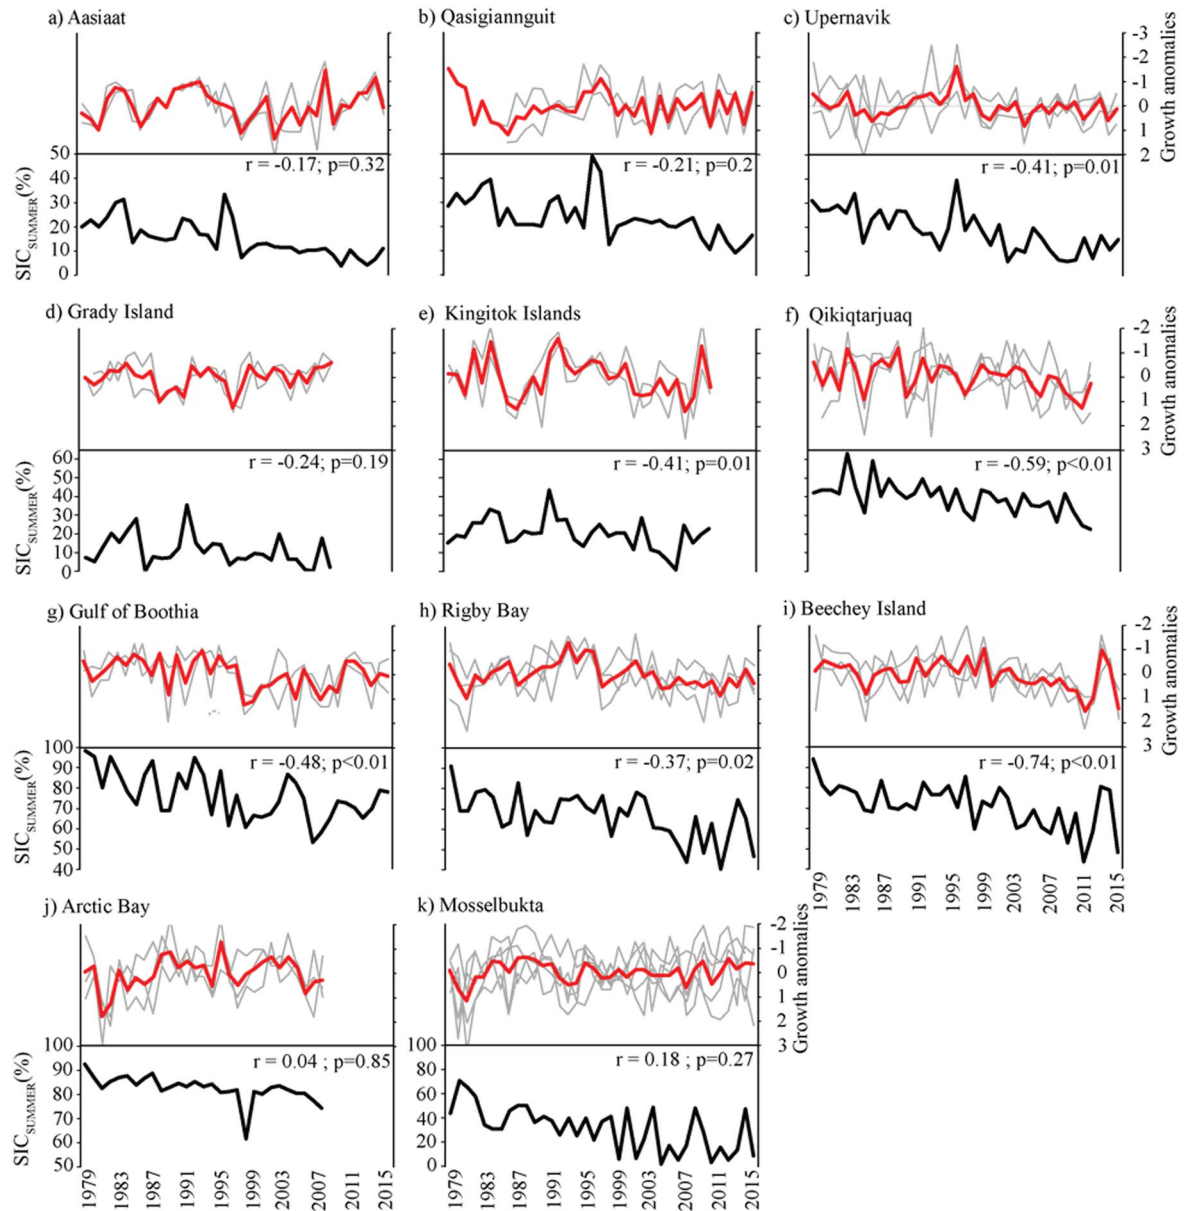 a) Aasiaat
b) Qasigiannguit
c) Upernavik
-3
-2
-1
0
1
2
Growth anomalies
50
40
30
20
10
0
SIC SUMMER (%)
r = -0.17; p=0.32
r = -0.21; p=0.2
r = -0.41; p=0.01
d) Grady Island
e) Kingitok Islands
f) Qikiqtarjuaq
-2
-1
0
1
2
3
Growth anomalies
60
50
40
30
20
10
0
SIC SUMMER (%)
r = -0.24; p=0.19
r = -0.41; p=0.01
r = -0.59; p<0.01
g) Gulf of Boothia
h) Rigby Bay
i) Beechey Island
-2
-1
0
1
2
3
Growth anomalies
100
90
80
70
60
50
40
SIC SUMMER (%)
r = -0.48; p<0.01
r = -0.37; p=0.02
r = -0.74; p<0.01
1979 1983 1987 1991 1995 1999 2003 2007 2011 2015
j) Arctic Bay
k) Mosselbukta
-2
-1
0
1
2
3
Growth anomalies
100
90
80
70
60
50
SIC SUMMER (%)
r = 0.04 ; p=0.85
100
80
60
40
20
0
r = 0.18 ; p=0.27
1979 1983 1987 1991 1995 1999 2003 2007 2011 2015
1979 1983 1987 1991 1995 1999 2003 2007 2011 2015